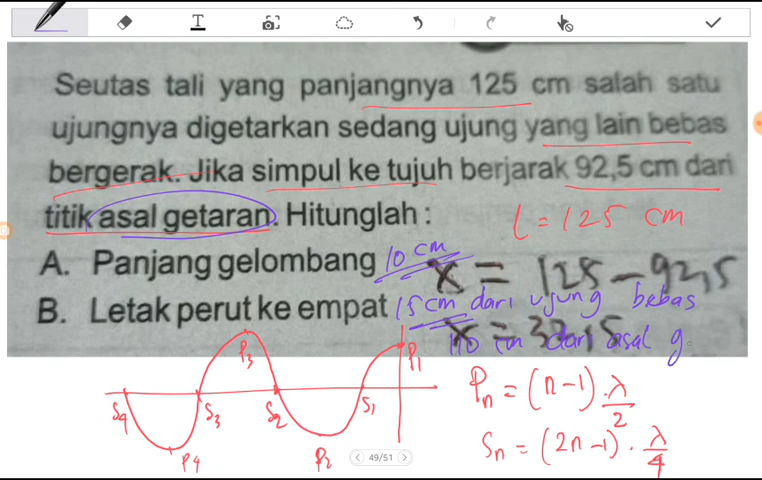 T
Seutas tali yang panjangnya 125 cm salah satu
ujungnya digetarkan sedang ujung yang lain bebas
bergerak. Jika simpul ke tujuh berjarak 92,5 cm dari
titik asal getaran. Hitunglah :
l = 125 cm
A. Panjang gelombang 10 cm
x = 125 - 92,5
B. Letak perut ke empat 15 cm dari ujung bebas
x = 32,5
110 cm dari asal g
P3
P1
S4
S3
S2
S1
P4
P2
Pn = (n-1) . λ/2
Sn = (2n-1) . λ/4
49/51